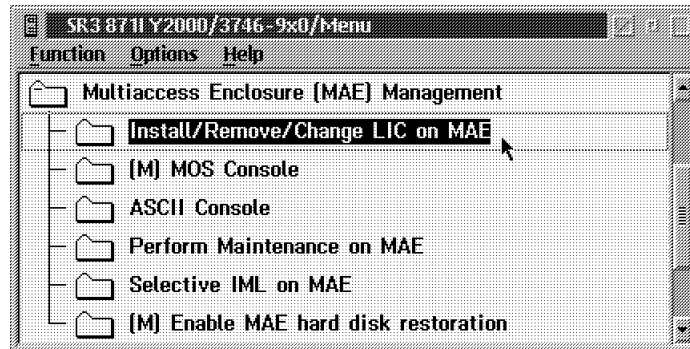 SR3 871I Y2000/3746-9x0/Menu
Function Options Help
Multiaccess Enclosure (MAE) Management
Install/Remove/Change LIC on MAE
(M) MOS Console
ASCII Console
Perform Maintenance on MAE
Selective IML on MAE
(M) Enable MAE hard disk restoration